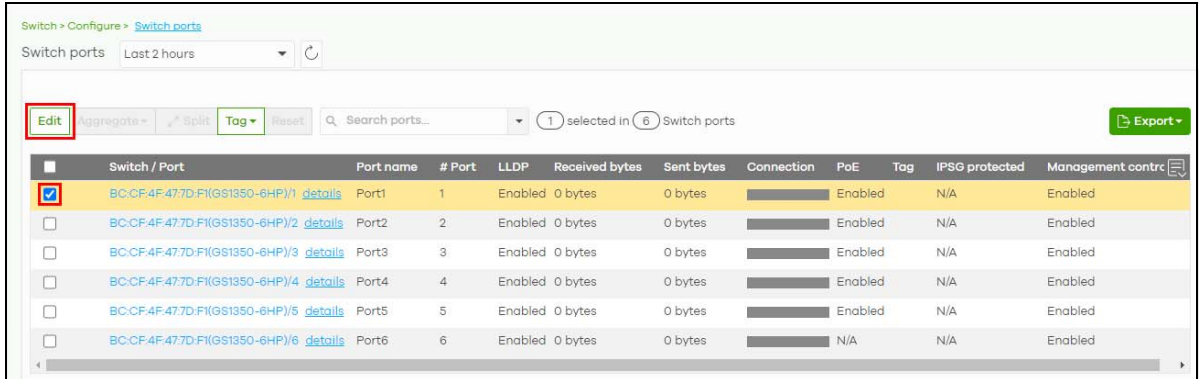 Switch > Configure > Switch ports
Switch ports Last 2 hours
Edit Aggregate Split Tag Reset Search ports... 1 selected in 6 Switch ports Export
Switch / Port Port name # Port LLDP Received bytes Sent bytes Connection PoE Tag IPSG protected Management contrc
BC:CF:4F:47:7D:F1(GS1350-6HP)/1 details Port1 1 Enabled 0 bytes 0 bytes Enabled N/A Enabled
BC:CF:4F:47:7D:F1(GS1350-6HP)/2 details Port2 2 Enabled 0 bytes 0 bytes Enabled N/A Enabled
BC:CF:4F:47:7D:F1(GS1350-6HP)/3 details Port3 3 Enabled 0 bytes 0 bytes Enabled N/A Enabled
BC:CF:4F:47:7D:F1(GS1350-6HP)/4 details Port4 4 Enabled 0 bytes 0 bytes Enabled N/A Enabled
BC:CF:4F:47:7D:F1(GS1350-6HP)/5 details Port5 5 Enabled 0 bytes 0 bytes Enabled N/A Enabled
BC:CF:4F:47:7D:F1(GS1350-6HP)/6 details Port6 6 Enabled 0 bytes 0 bytes N/A N/A Enabled